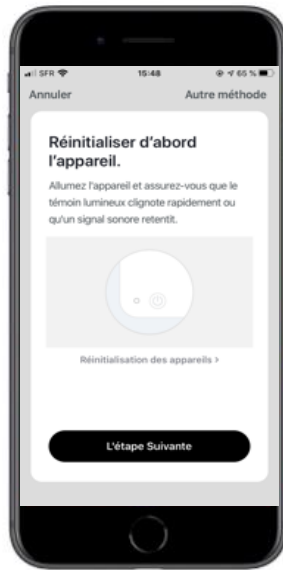 SFR 15:48 65 %
Annuler Autre méthode
Réinitialiser d'abord
l'appareil.
Allumez l'appareil et assurez-vous que le
témoin lumineux clignote rapidement ou
qu'un signal sonore retentit.
Réinitialisation des appareils >
L'étape Suivante